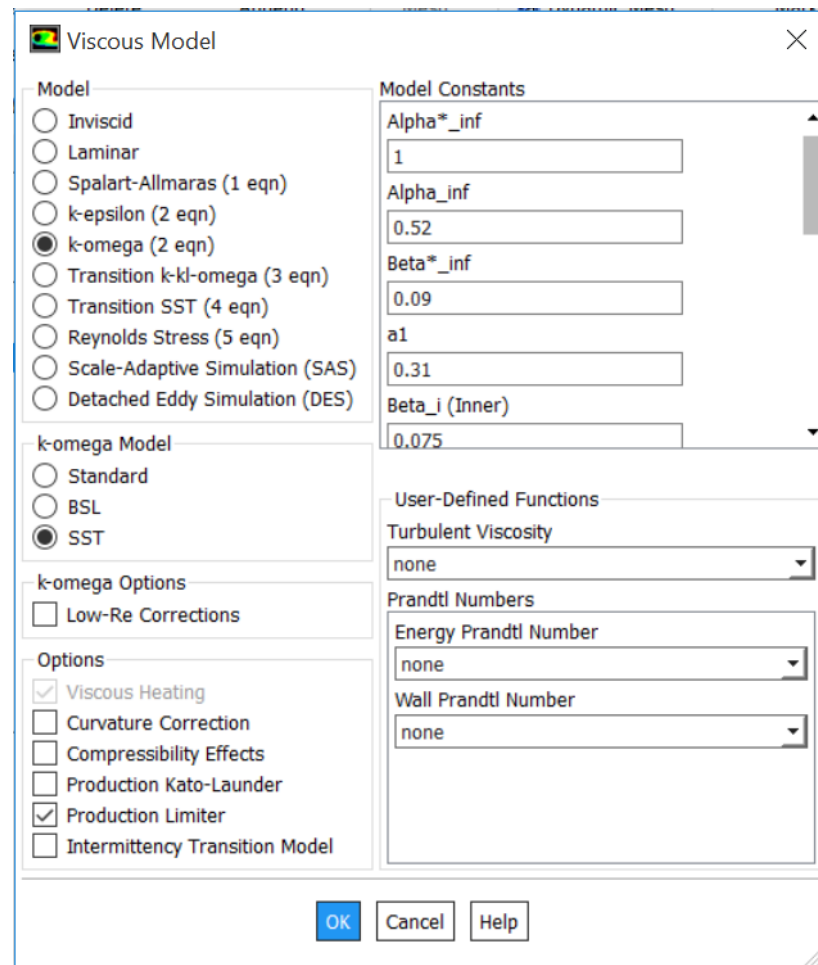 Viscous Model
Model
Inviscid
Laminar
Spalart-Allmaras (1 eqn)
k-epsilon (2 eqn)
k-omega (2 eqn)
Transition k-kl-omega (3 eqn)
Transition SST (4 eqn)
Reynolds Stress (5 eqn)
Scale-Adaptive Simulation (SAS)
Detached Eddy Simulation (DES)
k-omega Model
Standard
BSL
SST
k-omega Options
Low-Re Corrections
Options
Viscous Heating
Curvature Correction
Compressibility Effects
Production Kato-Launder
Production Limiter
Intermittency Transition Model
Model Constants
Alpha*_inf
1
Alpha_inf
0.52
Beta*_inf
0.09
a1
0.31
Beta_i (Inner)
0.075
User-Defined Functions
Turbulent Viscosity
none
Prandtl Numbers
Energy Prandtl Number
none
Wall Prandtl Number
none
OK
Cancel
Help